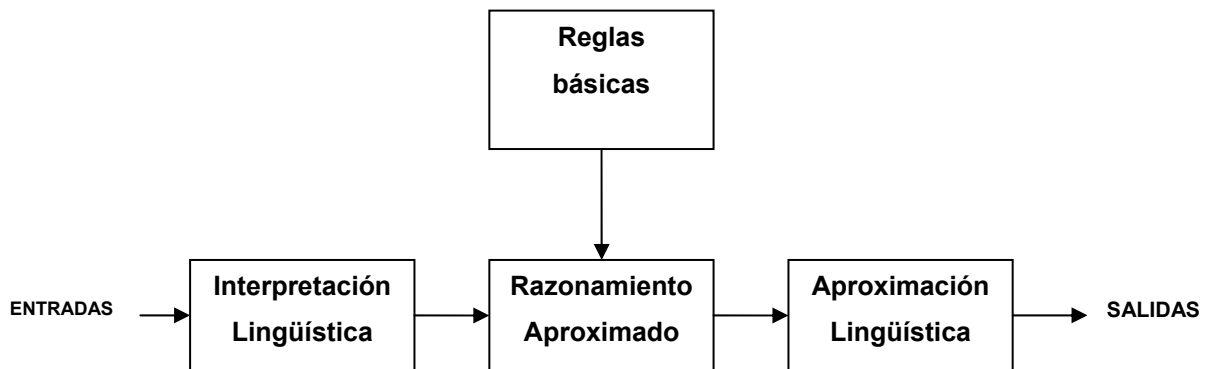 Reglas
básicas
ENTRADAS
Interpretación
Lingüística
Razonamiento
Aproximado
Aproximación
Lingüística
SALIDAS